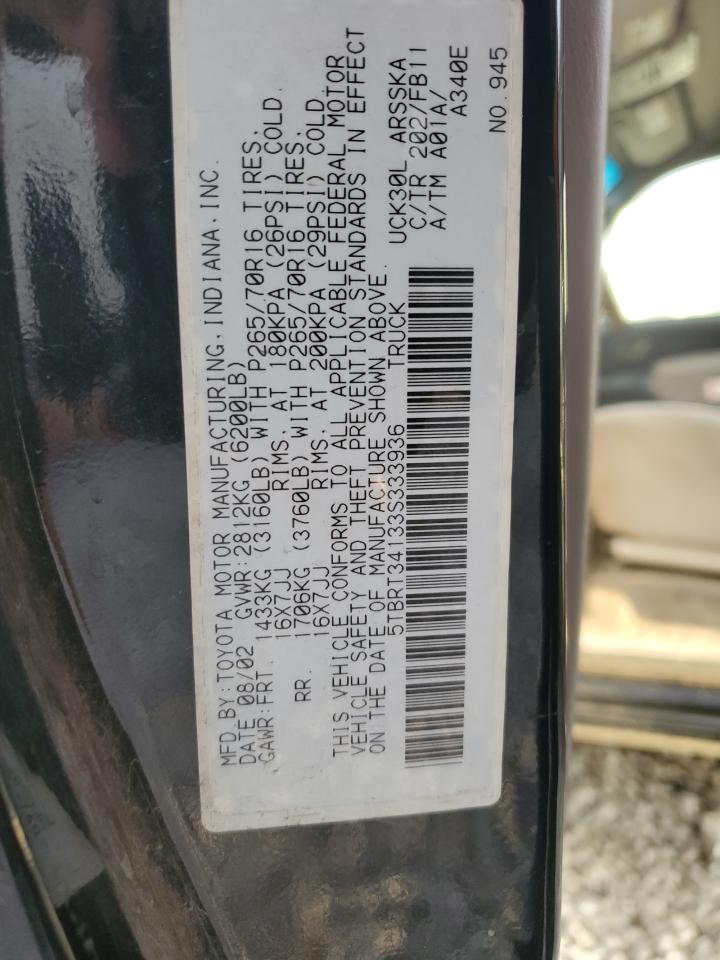 MFD.BY:TOYOTA MOTOR MANUFACTURING,INDIANA,INC.
DATE 08/02 GVWR:2812KG (6200LB)
GAWR:FRT. 1433KG (3160LB) WITH P265/70R16 TIRES,
16X7JJ RIMS, AT 180KPA (26PSI) COLD.
RR. 1706KG (3760LB) WITH P265/70R16 TIRES,
16X7JJ RIMS, AT 200KPA (29PSI) COLD.
THIS VEHICLE CONFORMS TO ALL APPLICABLE FEDERAL MOTOR
VEHICLE SAFETY AND THEFT PREVENTION STANDARDS IN EFFECT
ON THE DATE OF MANUFACTURE SHOWN ABOVE.
5TBRT34133S333936 TRUCK
UCK30L ARSSKA
C/TR 202/FB11
A/TM A01A/
A340E
NO.945